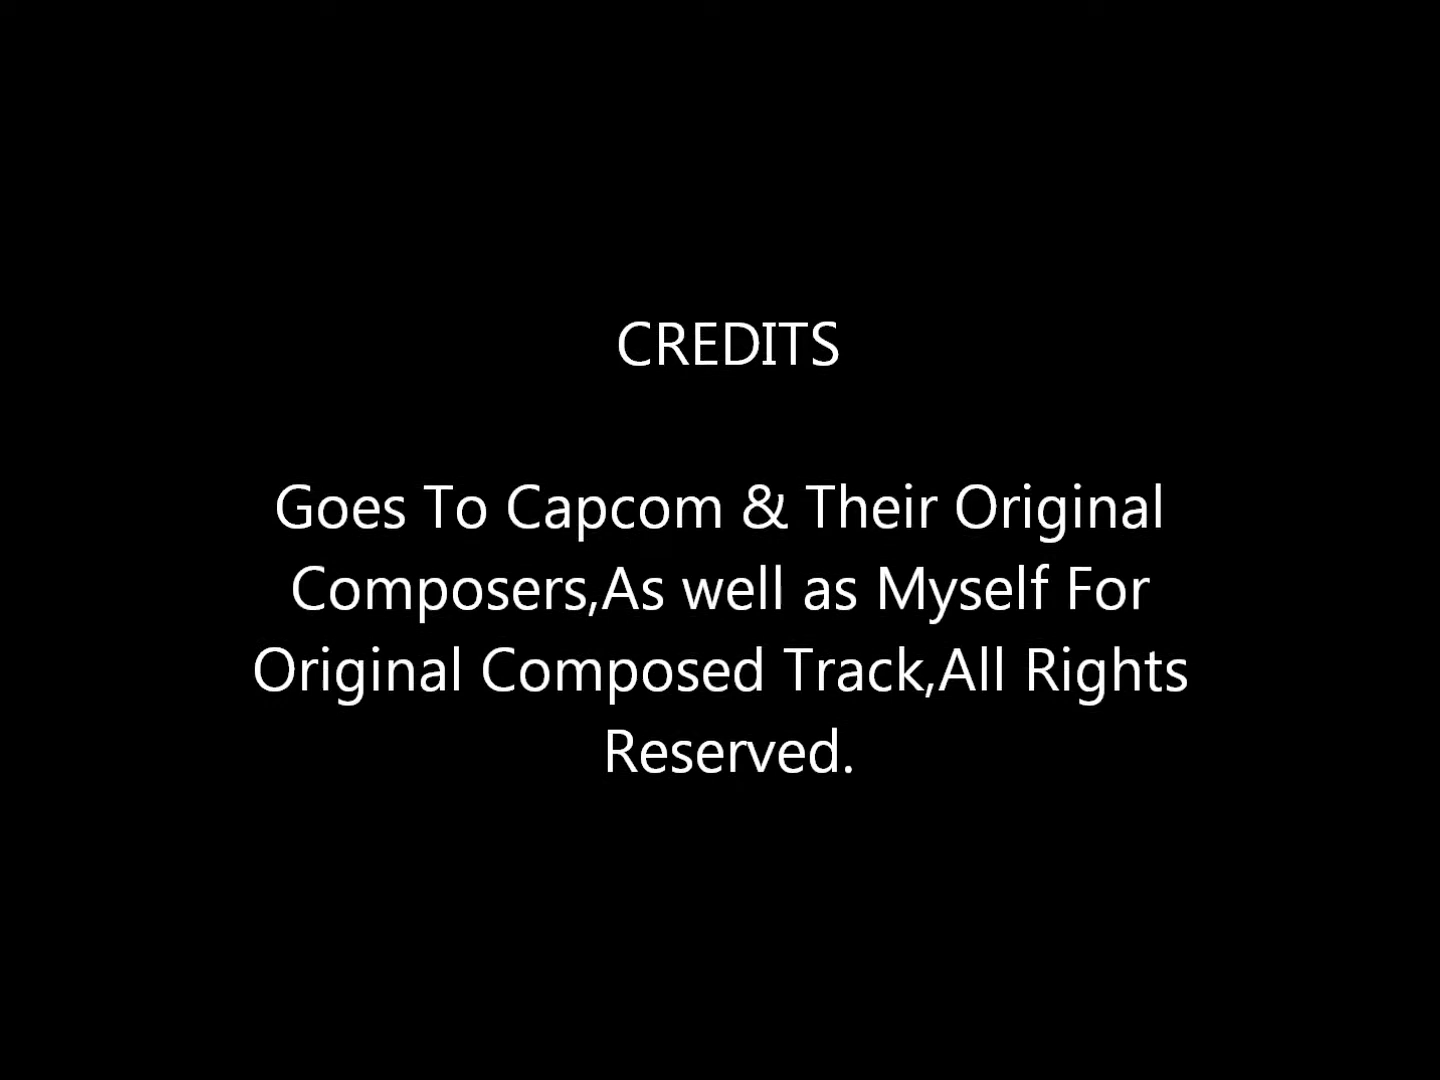 CREDITS
Goes To Capcom & Their Original
Composers,As well as Myself For
Original Composed Track,All Rights
Reserved.